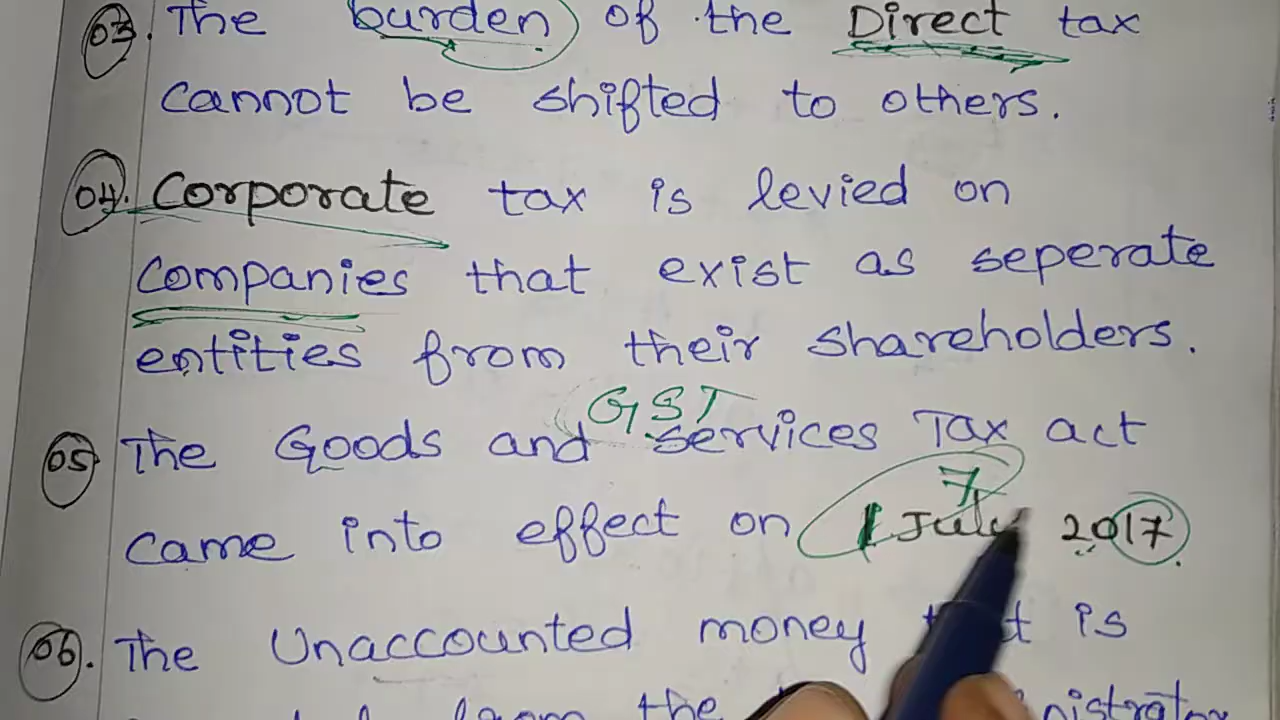 03. The burden of the Direct tax
cannot be shifted to others.
04. Corporate tax is levied on
Companies that exist as seperate
entities from their shareholders.
GST
05 The Goods and services Tax act
7
came into effect on 1 July 2017.
06. The Unaccounted money is
the